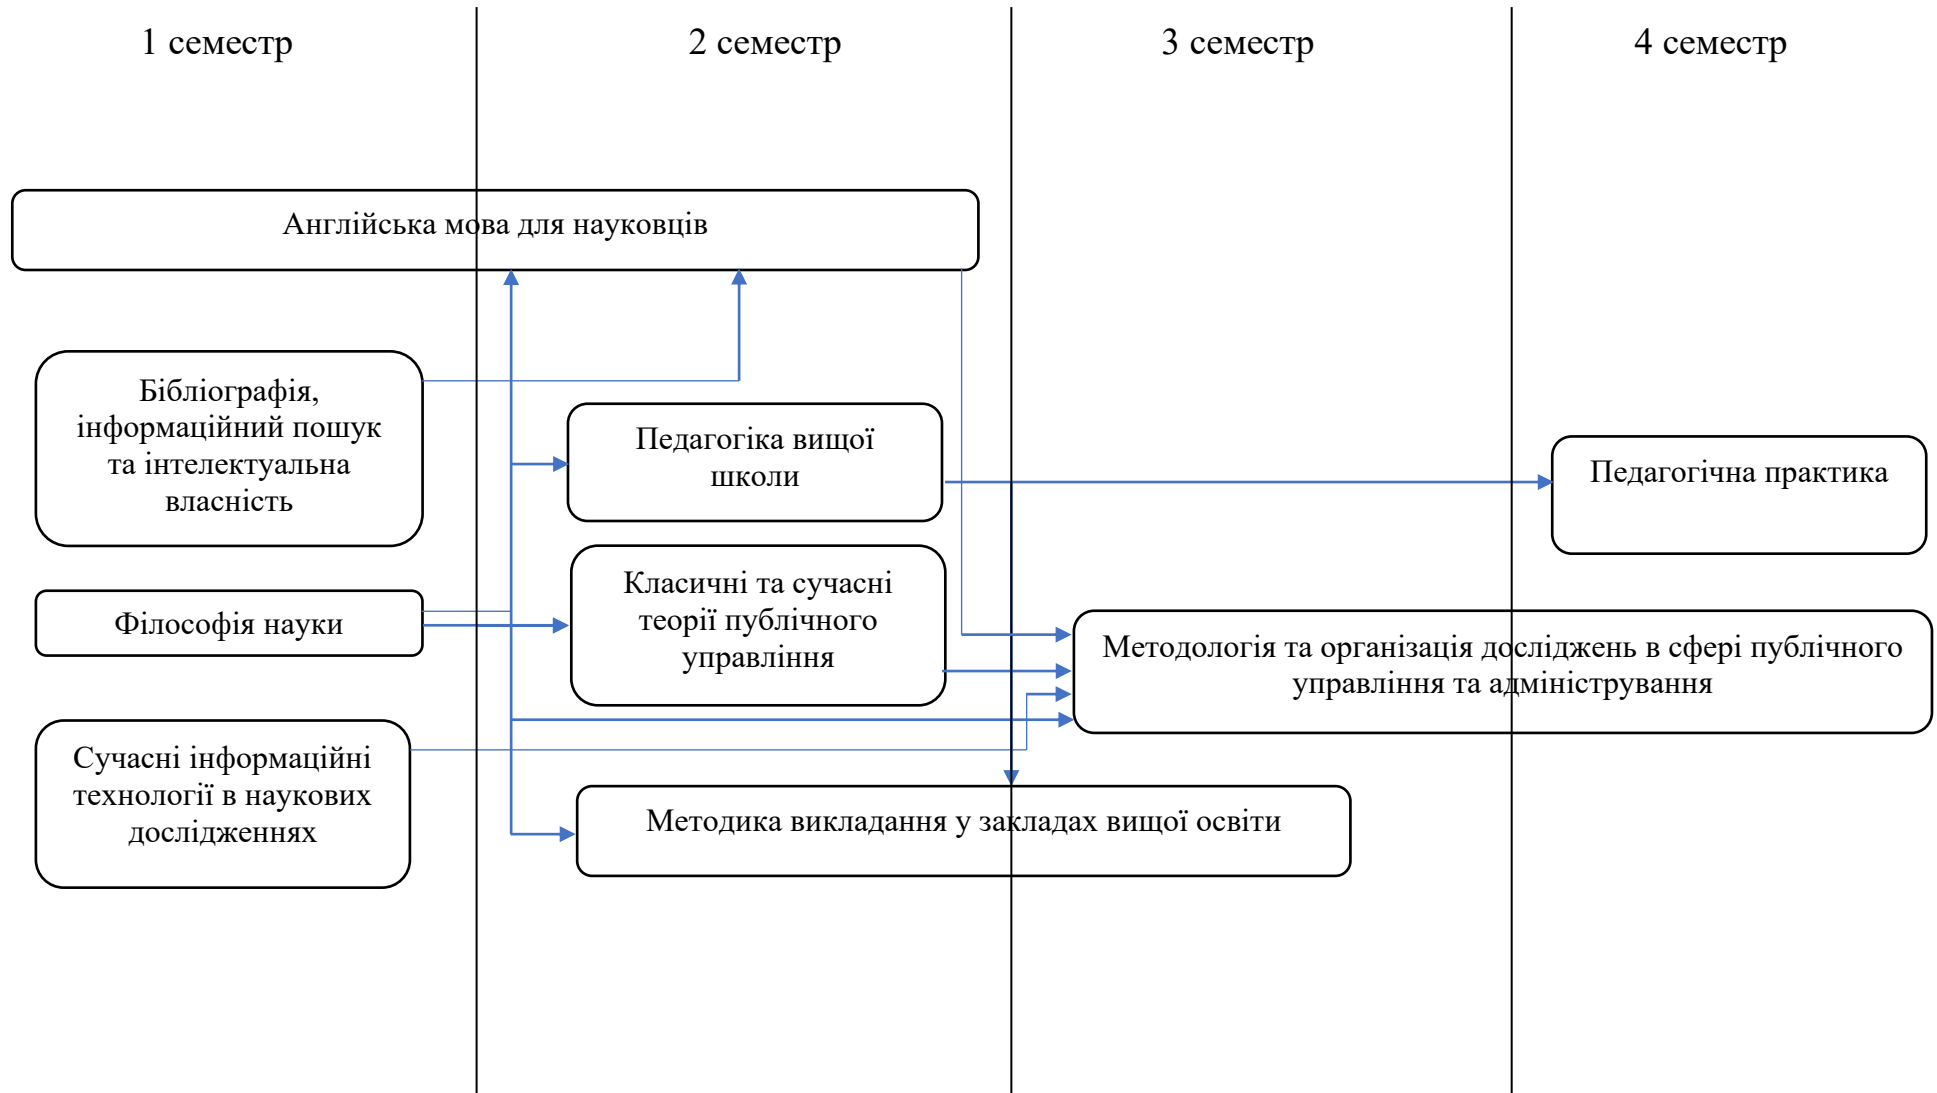 1 семестр
2 семестр
3 семестр
4 семестр
Англійська мова для науковців
Бібліографія,
інформаційний пошук
та інтелектуальна
власність
Педагогіка вищої
школи
Педагогічна практика
Філософія науки
Класичні та сучасні
теорії публічного
управління
Методологія та організація досліджень в сфері публічного
управління та адміністрування
Сучасні інформаційні
технології в наукових
дослідженнях
Методика викладання у закладах вищої освіти